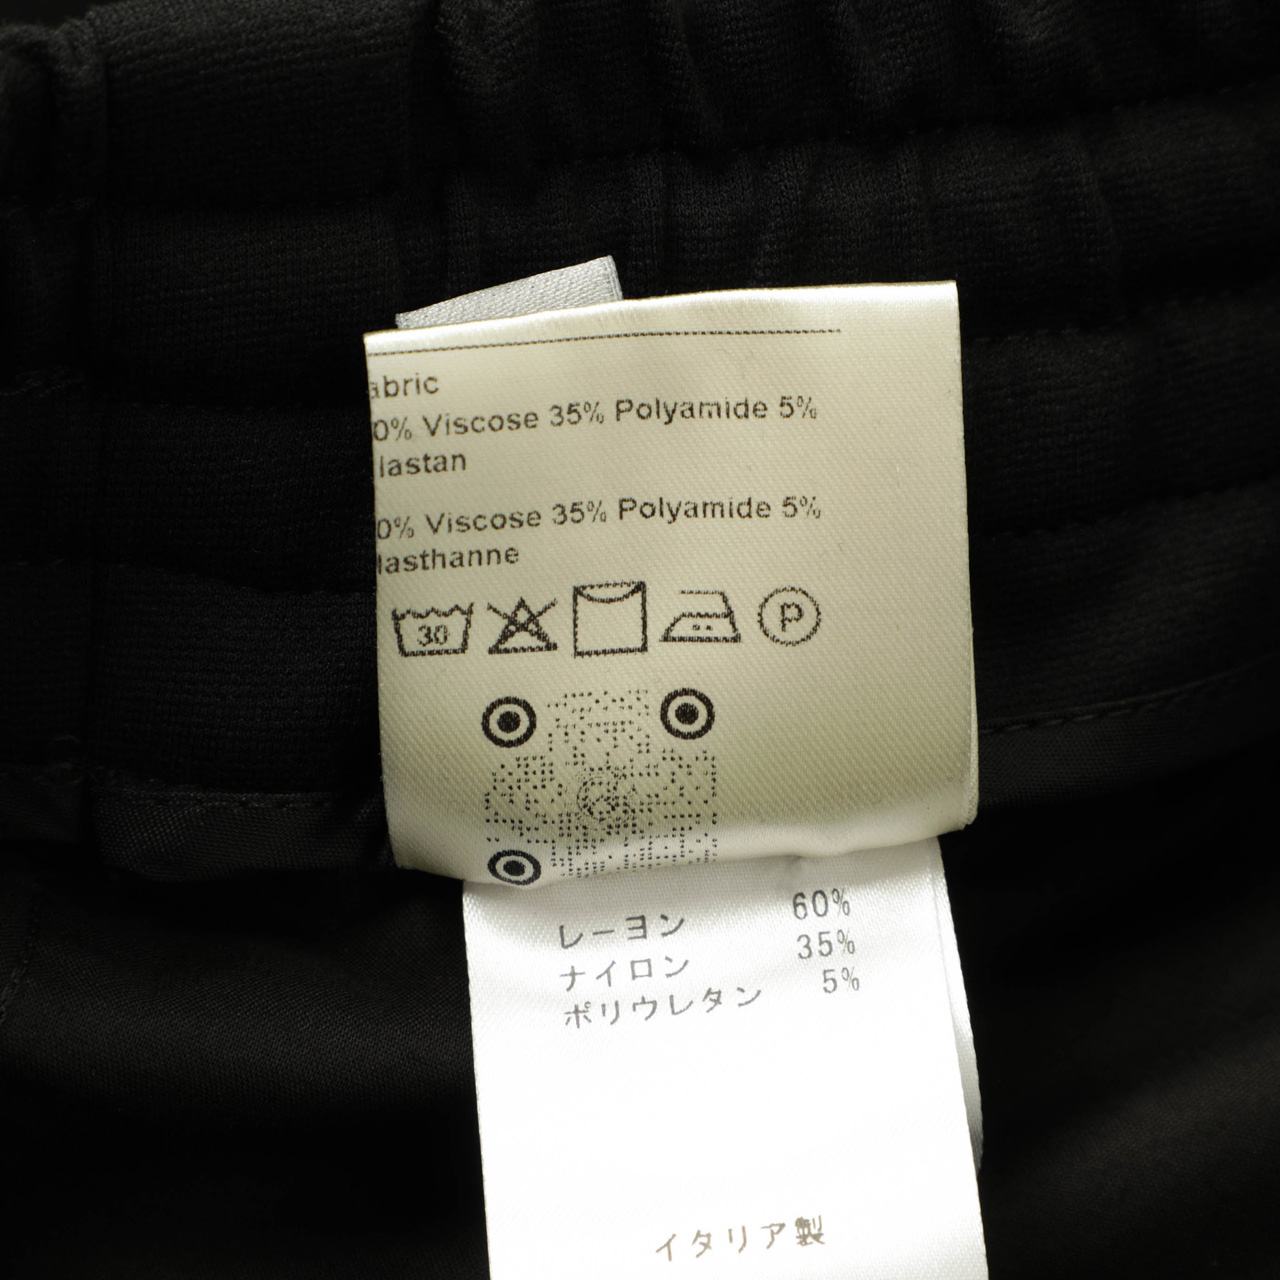 abric
0% Viscose 35% Polyamide 5%
lastan
0% Viscose 35% Polyamide 5%
lasthanne
30
P
レーヨン 60%
ナイロン 35%
ポリウレタン 5%
イタリア製